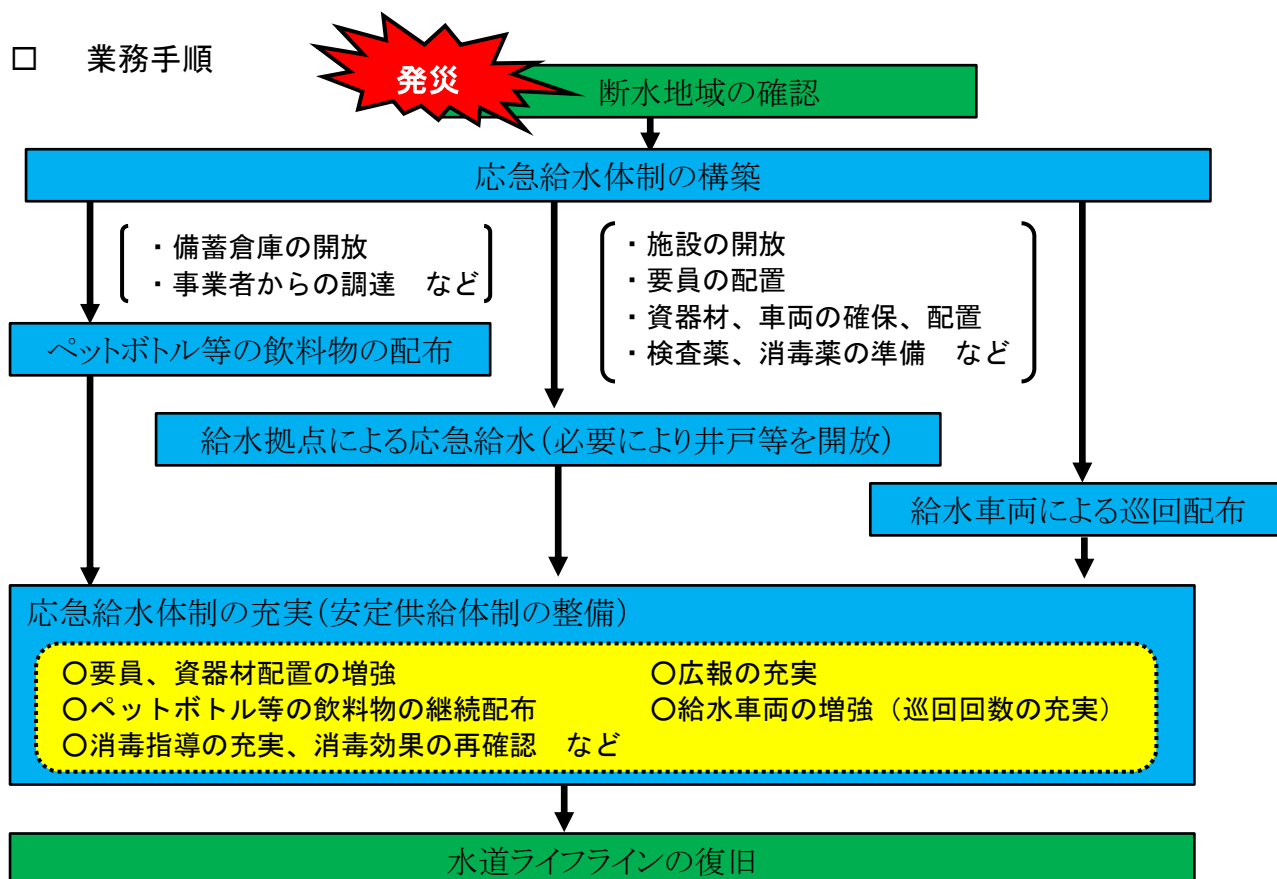 □ 業務手順
発災
断水地域の確認
応急給水体制の構築
・備蓄倉庫の開放
・事業者からの調達 など
・施設の開放
・要員の配置
・資器材、車両の確保、配置
・検査薬、消毒薬の準備 など
ペットボトル等の飲料物の配布
給水拠点による応急給水(必要により井戸等を開放)
給水車両による巡回配布
応急給水体制の充実(安定供給体制の整備)
〇要員、資器材配置の増強
〇広報の充実
〇ペットボトル等の飲料物の継続配布
〇給水車両の増強(巡回回数の充実)
〇消毒指導の充実、消毒効果の再確認 など
水道ライフラインの復旧